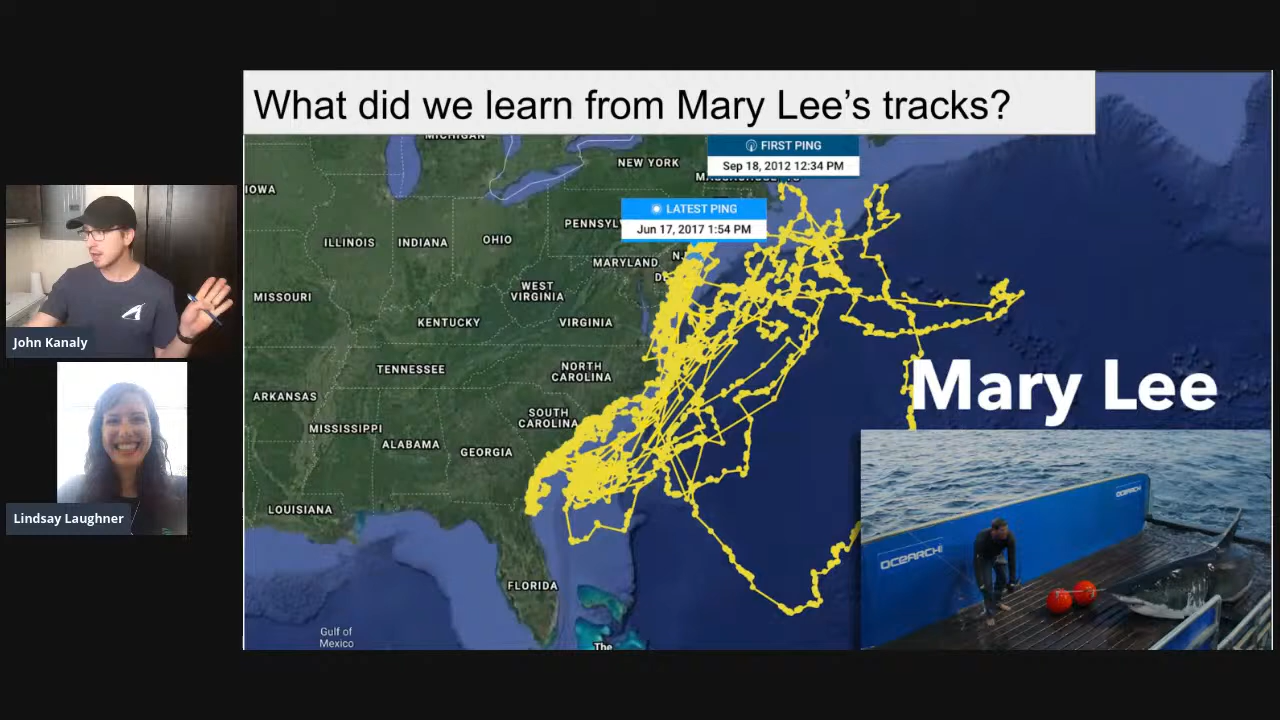 What did we learn from Mary Lee's tracks?
MICHIGAN
FIRST PING
Sep 18, 2012 12:34 PM
NEW YORK
IOWA
LATEST PING
Jun 17, 2017 1:54 PM
PENNSYL
ILLINOIS
INDIANA
OHIO
MARYLAND
N.
D
WEST
VIRGINIA
MISSOURI
KENTUCKY
VIRGINIA
John Kanaly
TENNESSEE
NORTH
CAROLINA
ARKANSAS
Mary Lee
MISSISSIPPI
SOUTH
CAROLINA
ALABAMA
GEORGIA
LOUISIANA
OCEARCH
OCEARCH
Lindsay Laughner
FLORIDA
Gulf of
Mexico
The